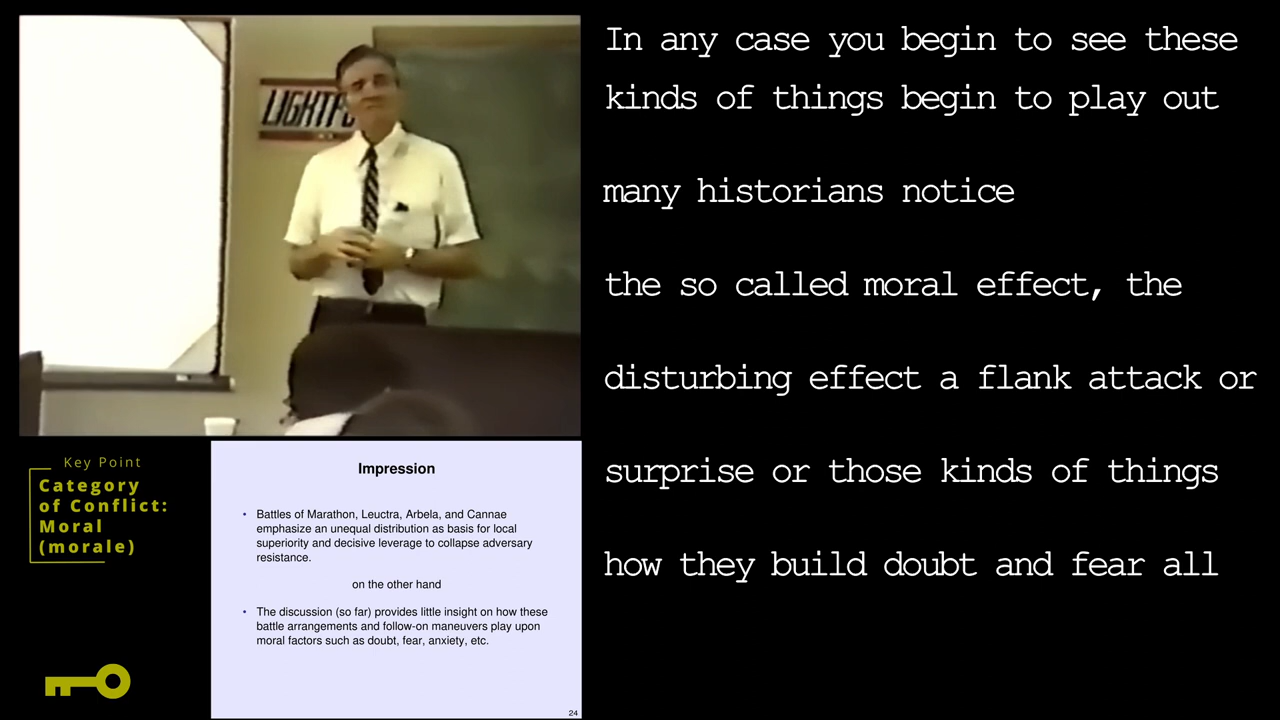 In any case you begin to see these
kinds of things begin to play out
many historians notice
the so called moral effect, the
disturbing effect a flank attack or
surprise or those kinds of things
how they build doubt and fear all
Key Point
Category
of Conflict:
Moral
(morale)
Impression
• Battles of Marathon, Leuctra, Arbela, and Cannae
emphasize an unequal distribution as basis for local
superiority and decisive leverage to collapse adversary
resistance.
on the other hand
• The discussion (so far) provides little insight on how these
battle arrangements and follow-on maneuvers play upon
moral factors such as doubt, fear, anxiety, etc.
24